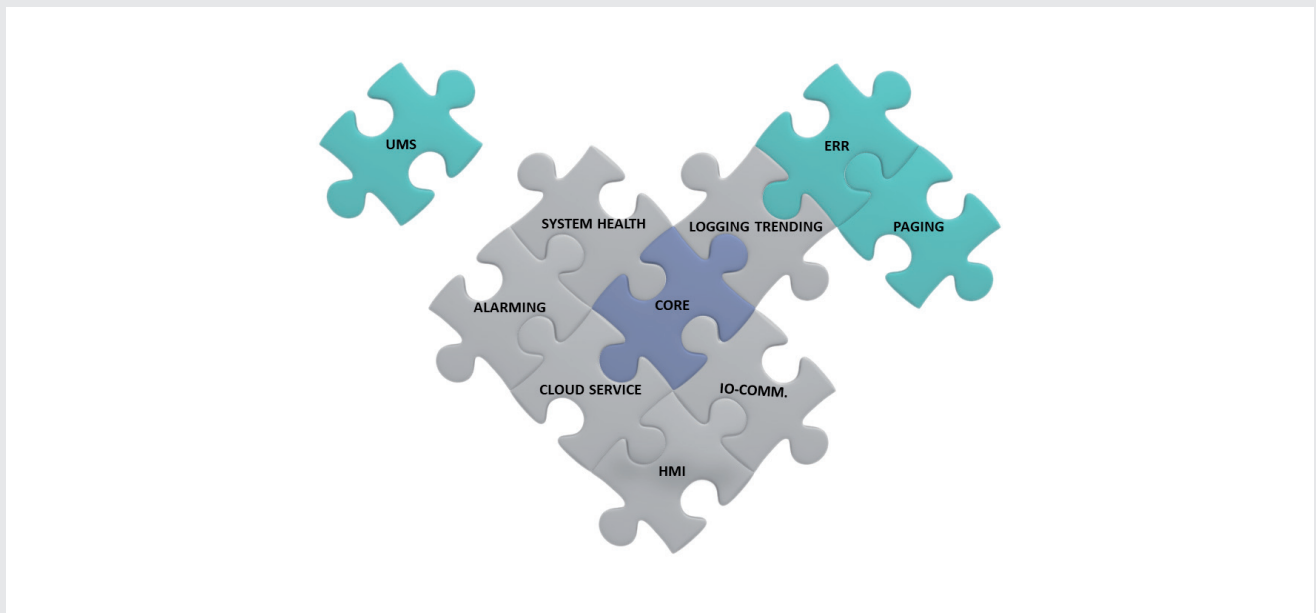 UMS
ERR
SYSTEM HEALTH
LOGGING TRENDING
PAGING
ALARMING
CORE
CLOUD SERVICE
IO-COMM.
HMI